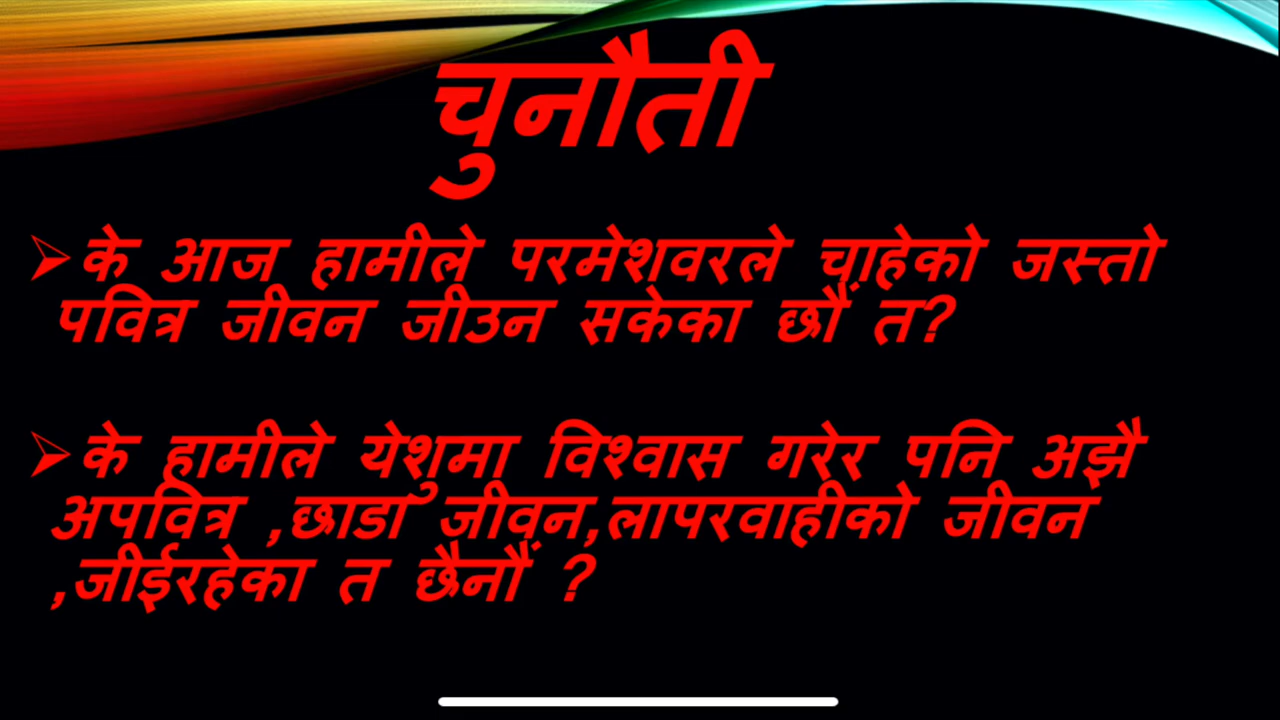 चुनौती
➢के आज हामीले परमेशवरले चाहेको जस्तो
पवित्र जीवन जीउन सकेका छौं त?
➢के हामीले येशुमा विश्वास गरेर पनि अझै
अपवित्र ,छाडा जीवन,लापरवाहीको जीवन
,जीईरहेका त छैनौं ?